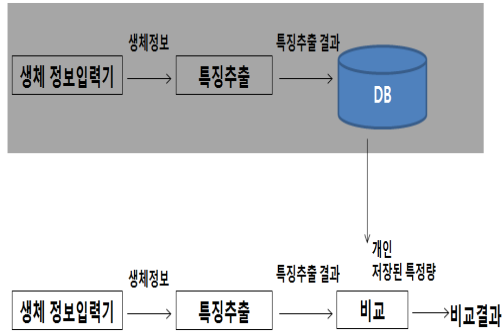 생체정보
특징추출 결과
생체 정보입력기
특징추출
DB
개인
저장된 특정량
생체정보
특징추출 결과
생체 정보입력기
특징추출
비교
비교결과